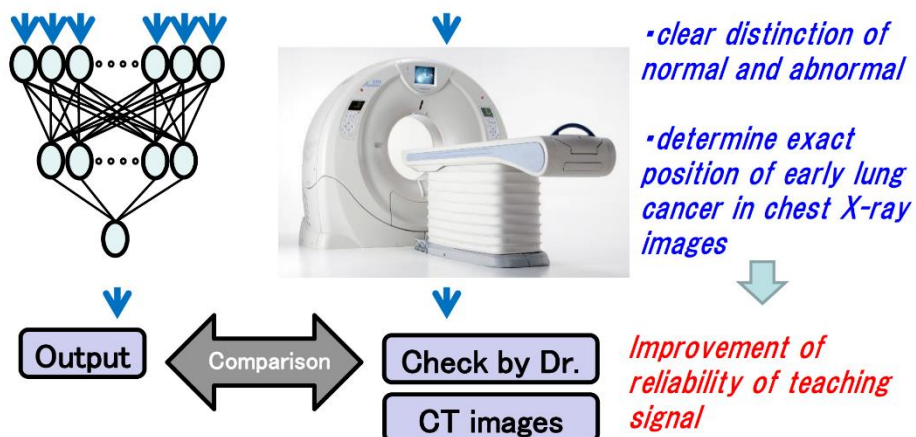 ・clear distinction of
normal and abnormal
・determine exact
position of early lung
cancer in chest X-ray
images
Output
Comparison
Check by Dr.
CT images
Improvement of
reliability of teaching
signal